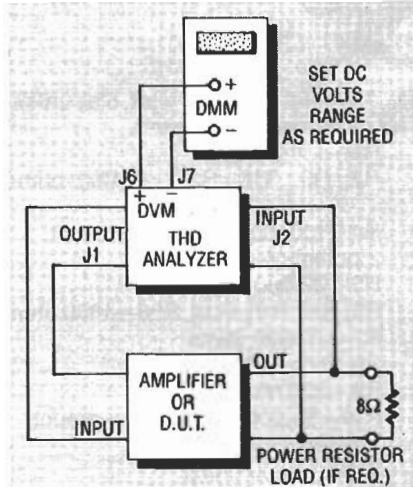 +
DMM
−
SET DC
VOLTS
RANGE
AS REQUIRED
J6
J7
+ −
DVM
THD
ANALYZER
OUTPUT
J1
INPUT
J2
AMPLIFIER
OR
D.U.T.
INPUT
OUT
8Ω
POWER RESISTOR
LOAD (IF REQ.)